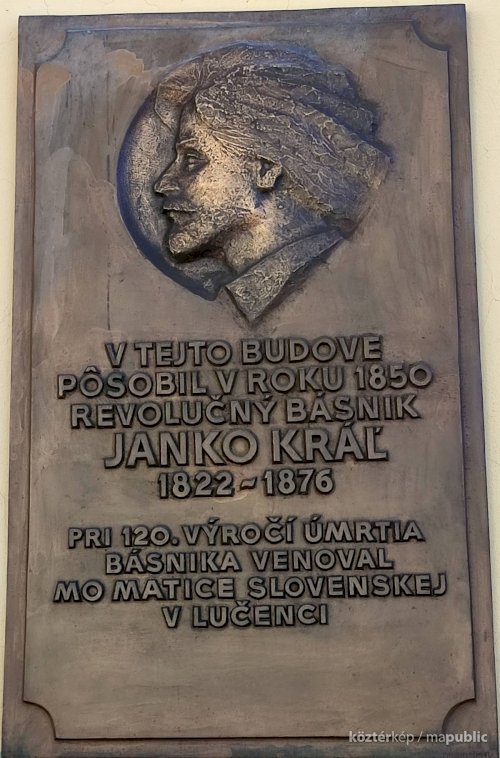 V TEJTO BUDOVE
PÔSOBIL V ROKU 1850
REVOLUČNÝ BÁSNIK
JANKO KRÁĽ
1822 - 1876
PRI 120. VÝROČÍ ÚMRTIA
BÁSNIKA VENOVAL
MO MATICE SLOVENSKEJ
V LUČENCI
köztérkép / mapublic